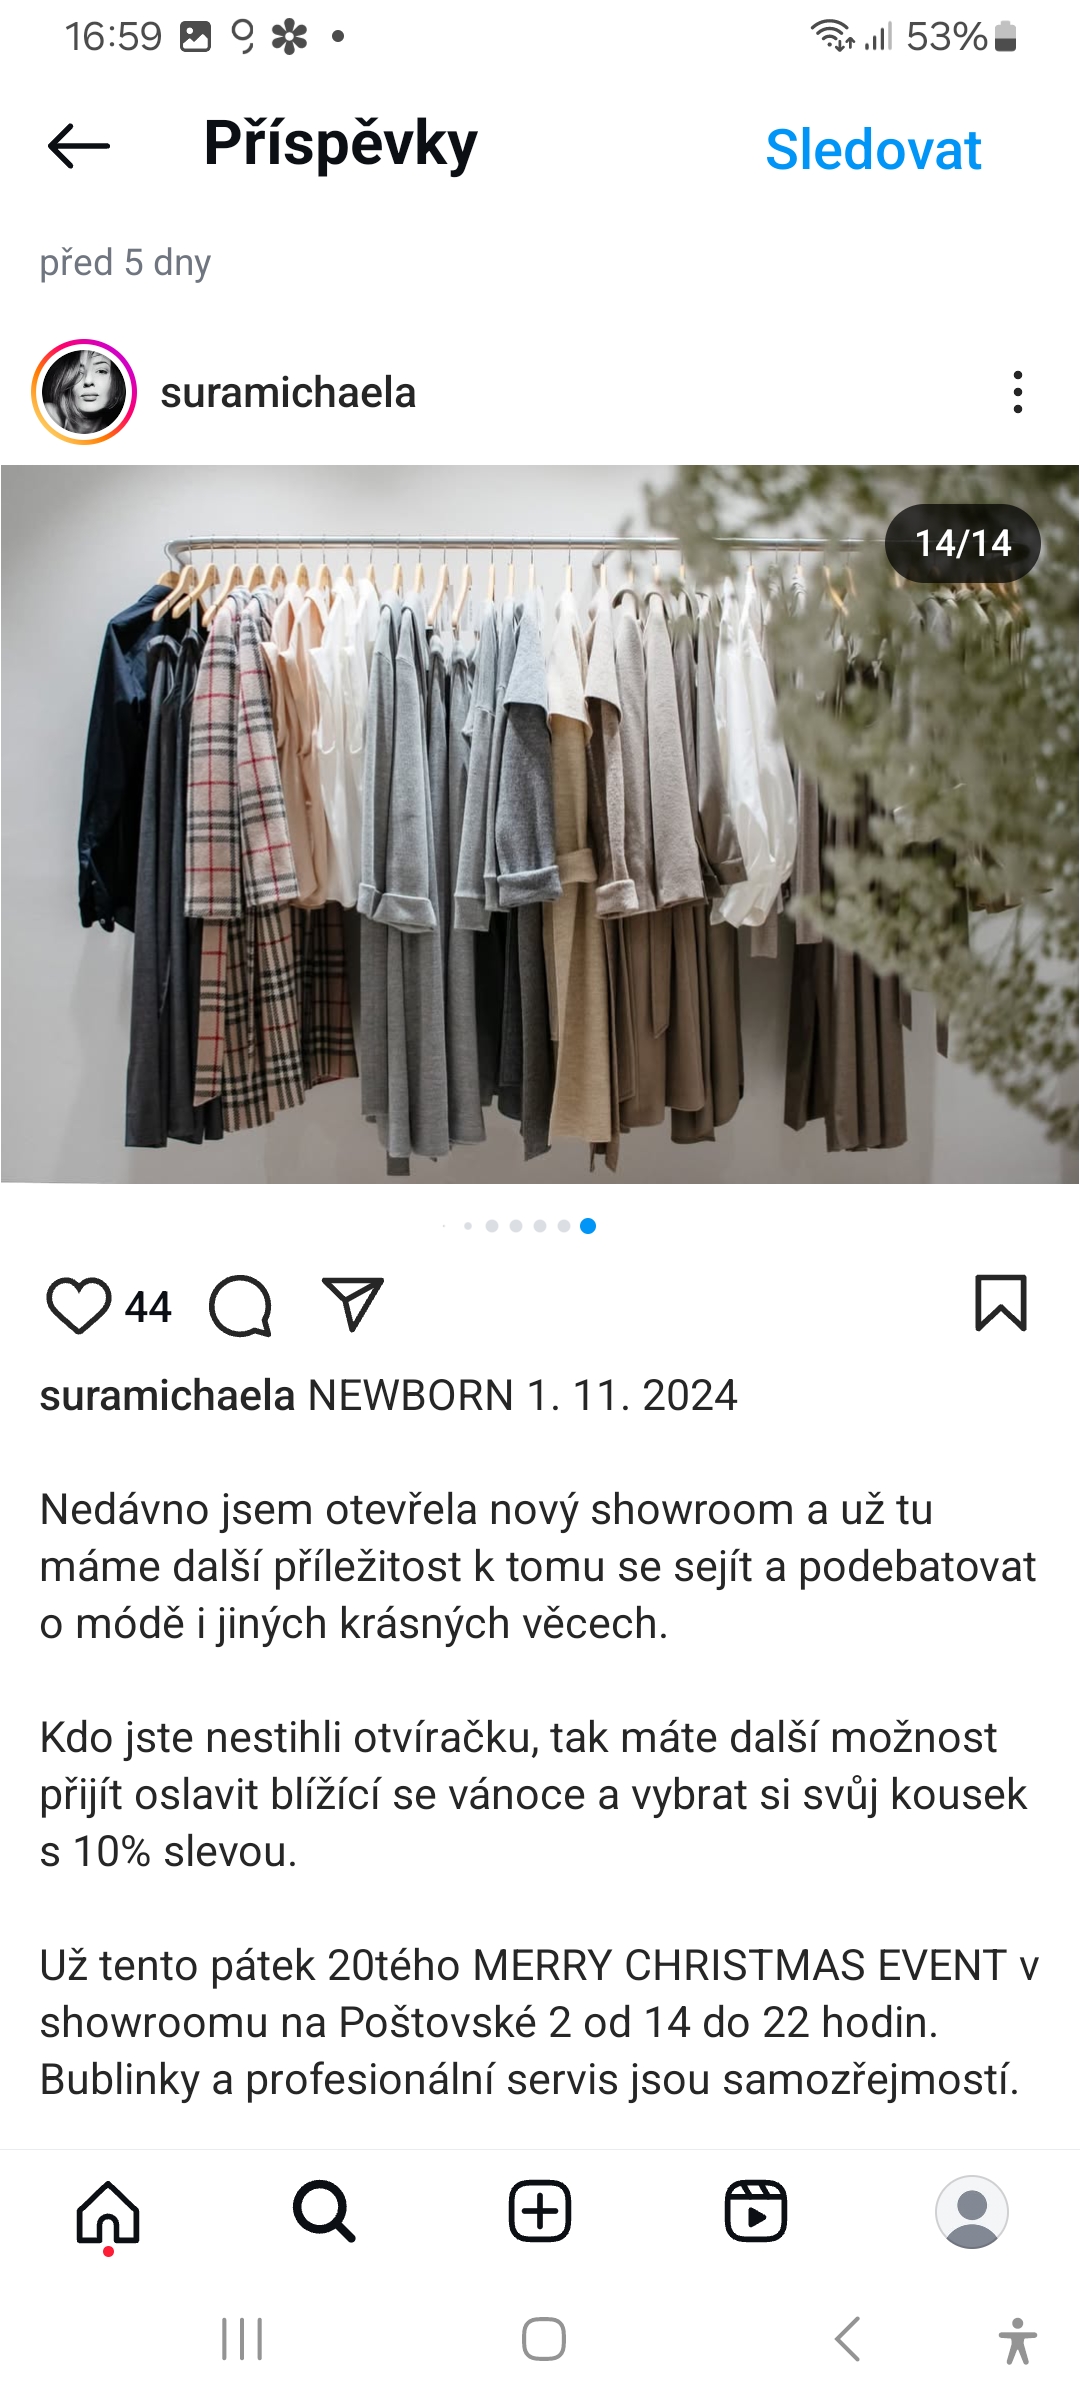 16:59
53%
Příspěvky
Sledovat
před 5 dny
suramichaela
14/14
44
suramichaela NEWBORN 1. 11. 2024
Nedávno jsem otevřela nový showroom a už tu
máme další příležitost k tomu se sejít a podebatovat
o módě i jiných krásných věcech.
Kdo jste nestihli otvíračku, tak máte další možnost
přijít oslavit blížící se vánoce a vybrat si svůj kousek
s 10% slevou.
Už tento pátek 20tého MERRY CHRISTMAS EVENT v
showroomu na Poštovské 2 od 14 do 22 hodin.
Bublinky a profesionální servis jsou samozřejmostí.